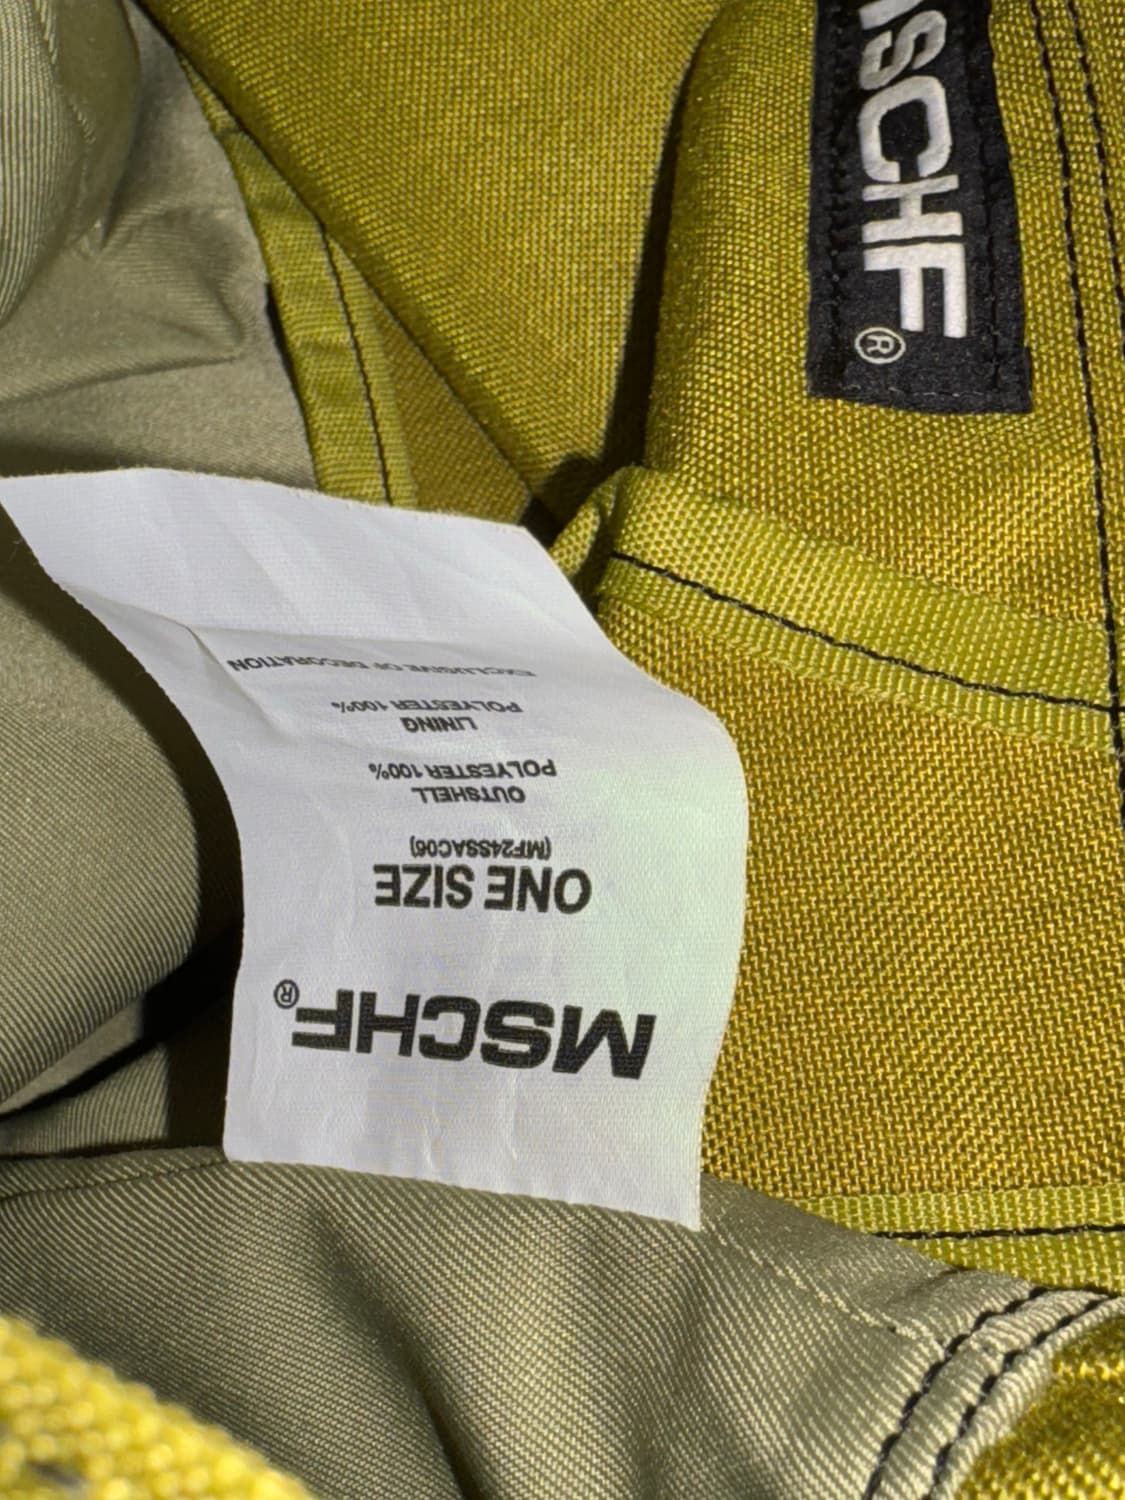 MSCHF®
MSCHF®
ONE SIZE
(MF24SSAC06)
OUTSHELL
POLYESTER 100%
LINING
POLYESTER 100%
EXCLUSIVE OF DECORATION